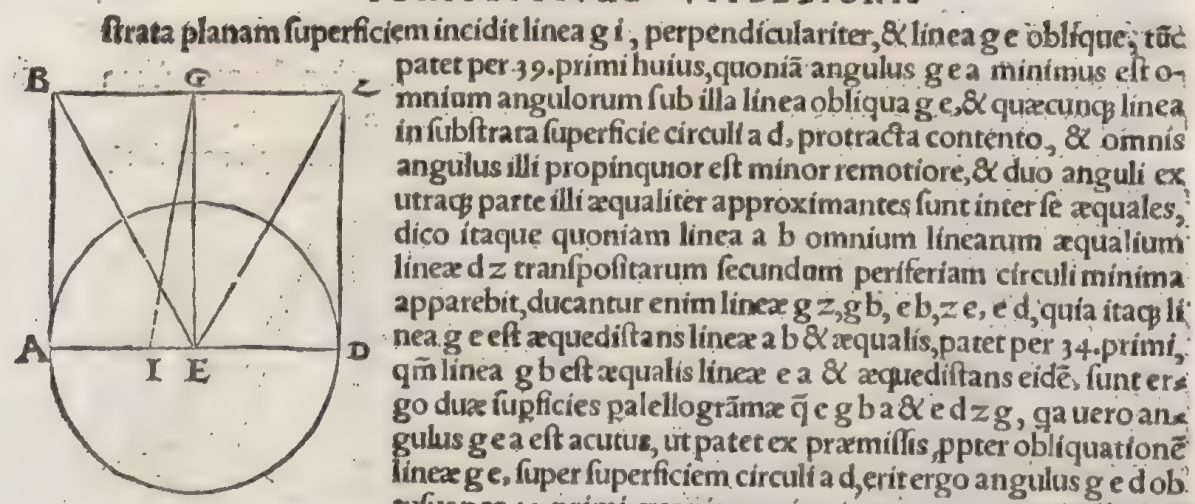 ſtrata planam ſuperficiem incidit linea g i, perpendiculariter, & linea g e oblique, tūc
patet per .39. primi huius, quoniā angulus g e a minimus eſt o-
mnium angulorum ſub illa linea obliqua g e, & quæcunqꝫ linea
in ſubſtrata ſuperficie circuli a d, protracta contento, & omnis
angulus illi propinquior eſt minor remotiore, & duo anguli ex
utraqꝫ parte illi æqualiter approximantes ſunt inter ſe æquales,
dico itaque quoniam linea a b omnium linearum æqualium
lineæ d z tranſpoſitarum ſecundum periferiam circuli minima
apparebit, ducantur enim lineæ g z, g b, e b, z e, e d, quia itaqꝫ li
nea g e eſt æquediſtans lineæ a b & æqualis, patet per 34. primi,
qm̄ linea g b eſt æqualis lineæ e a & æquediſtans eidē, ſunt er-
go duæ ſupficies palellogrāmæ q̄ e g b a & e d z g, qa uero an-
gulus g e a eſt acutus, ut patet ex præmiſſis, ppter obliquationē
lineæ g e, ſuper ſuperficiem circuli a d, erit ergo angulus g e d ob
B G Z
A I E D